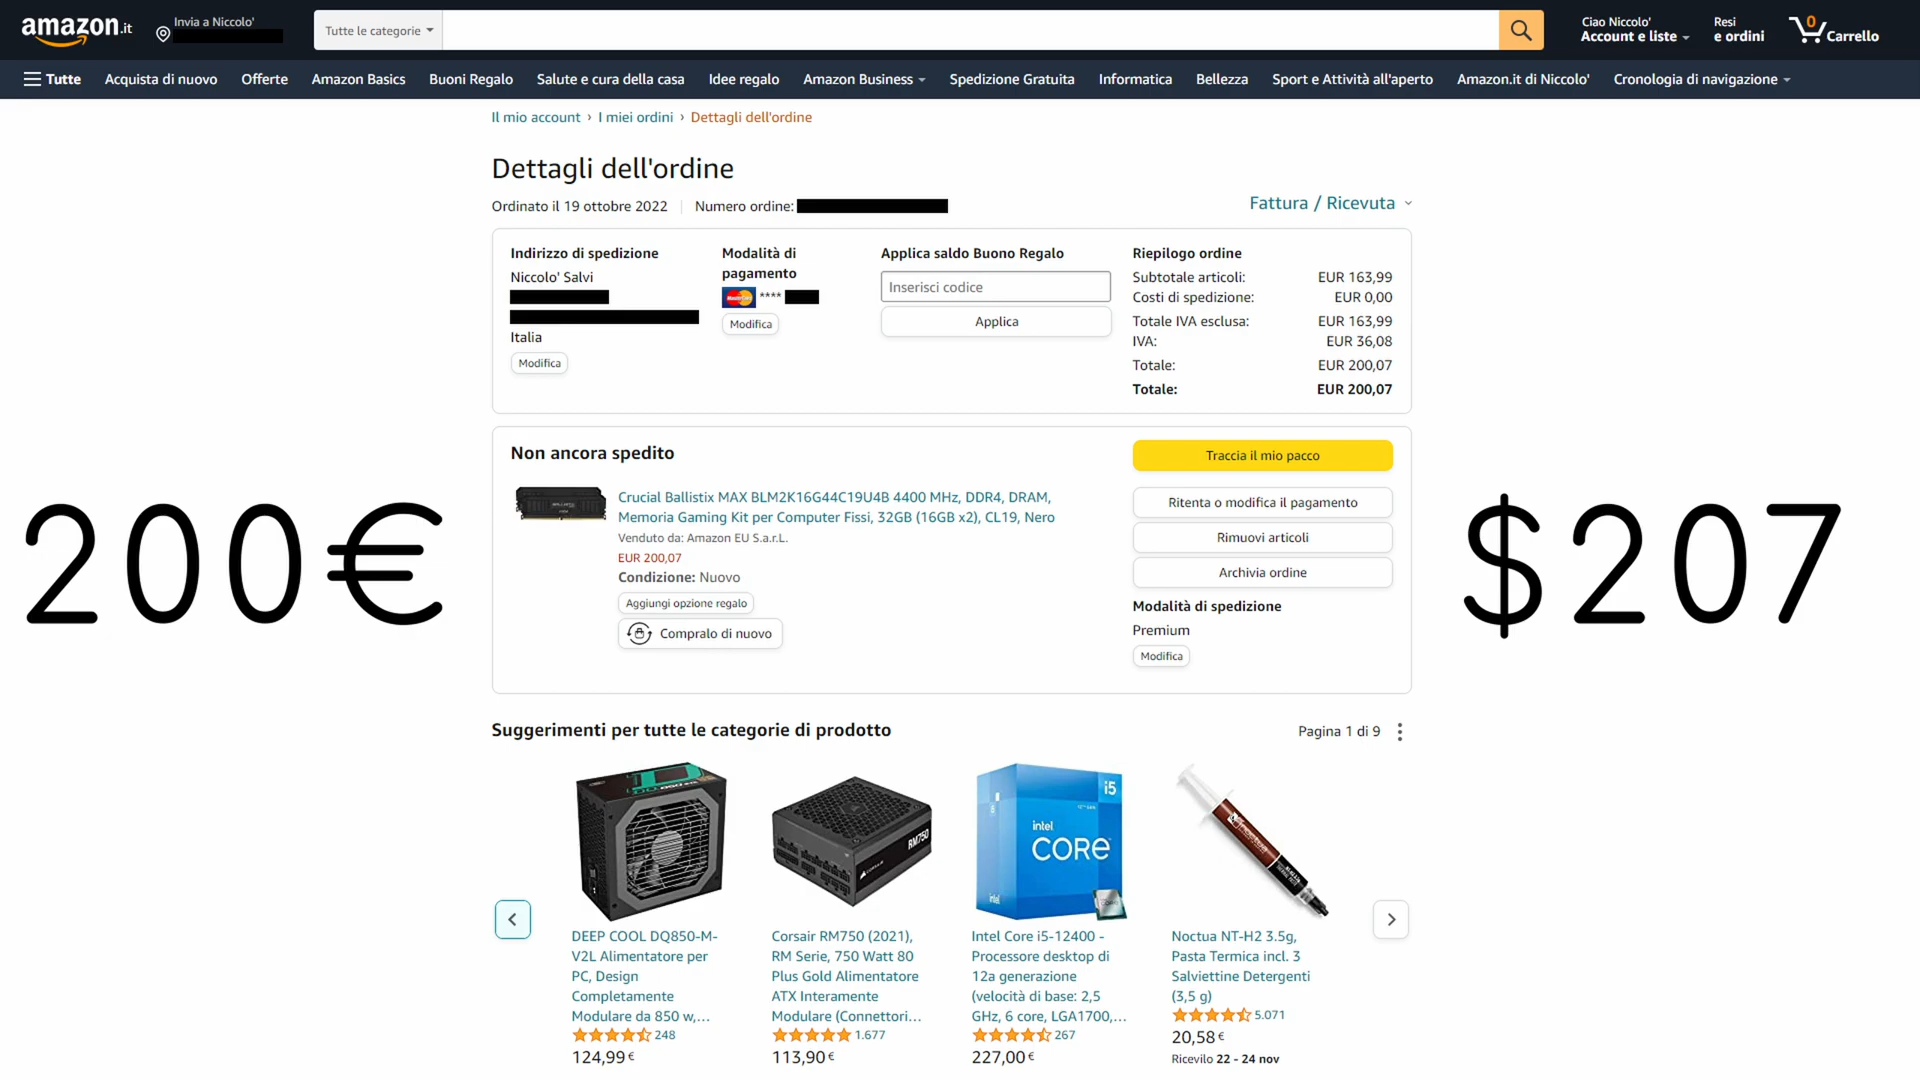 amazon.it
Invia a Niccolo'
Tutte le categorie
Ciao Niccolo'
Account e liste
Resi
e ordini
0
Carrello
Tutte
Acquista di nuovo
Offerte
Amazon Basics
Buoni Regalo
Salute e cura della casa
Idee regalo
Amazon Business
Spedizione Gratuita
Informatica
Bellezza
Sport e Attività all'aperto
Amazon.it di Niccolo'
Cronologia di navigazione
Il mio account › I miei ordini › Dettagli dell'ordine
Dettagli dell'ordine
Ordinato il 19 ottobre 2022
Numero ordine:
Fattura / Ricevuta
Indirizzo di spedizione
Niccolo' Salvi
Italia
Modifica
Modalità di
pagamento
****
Modifica
Applica saldo Buono Regalo
Inserisci codice
Applica
Riepilogo ordine
Subtotale articoli: EUR 163,99
Costi di spedizione: EUR 0,00
Totale IVA esclusa: EUR 163,99
IVA: EUR 36,08
Totale: EUR 200,07
Totale: EUR 200,07
200€
Non ancora spedito
Crucial Ballistix MAX BLM2K16G44C19U4B 4400 MHz, DDR4, DRAM,
Memoria Gaming Kit per Computer Fissi, 32GB (16GB x2), CL19, Nero
Venduto da: Amazon EU S.a.r.L.
EUR 200,07
Condizione: Nuovo
Aggiungi opzione regalo
Compralo di nuovo
Traccia il mio pacco
Ritenta o modifica il pagamento
Rimuovi articoli
Archivia ordine
Modalità di spedizione
Premium
Modifica
$207
Suggerimenti per tutte le categorie di prodotto
Pagina 1 di 9
RM750
i5
intel
CORE
intel
DEEP COOL DQ850-M-
V2L Alimentatore per
PC, Design
Completamente
Modulare da 850 w,...
248
124,99€
Corsair RM750 (2021),
RM Serie, 750 Watt 80
Plus Gold Alimentatore
ATX Interamente
Modulare (Connettori...
1.677
113,90€
Intel Core i5-12400 -
Processore desktop di
12a generazione
(velocità di base: 2,5
GHz, 6 core, LGA1700,...
267
227,00€
Noctua NT-H2 3.5g,
Pasta Termica incl. 3
Salviettine Detergenti
(3,5 g)
5.071
20,58€
Ricevilo 22 - 24 nov